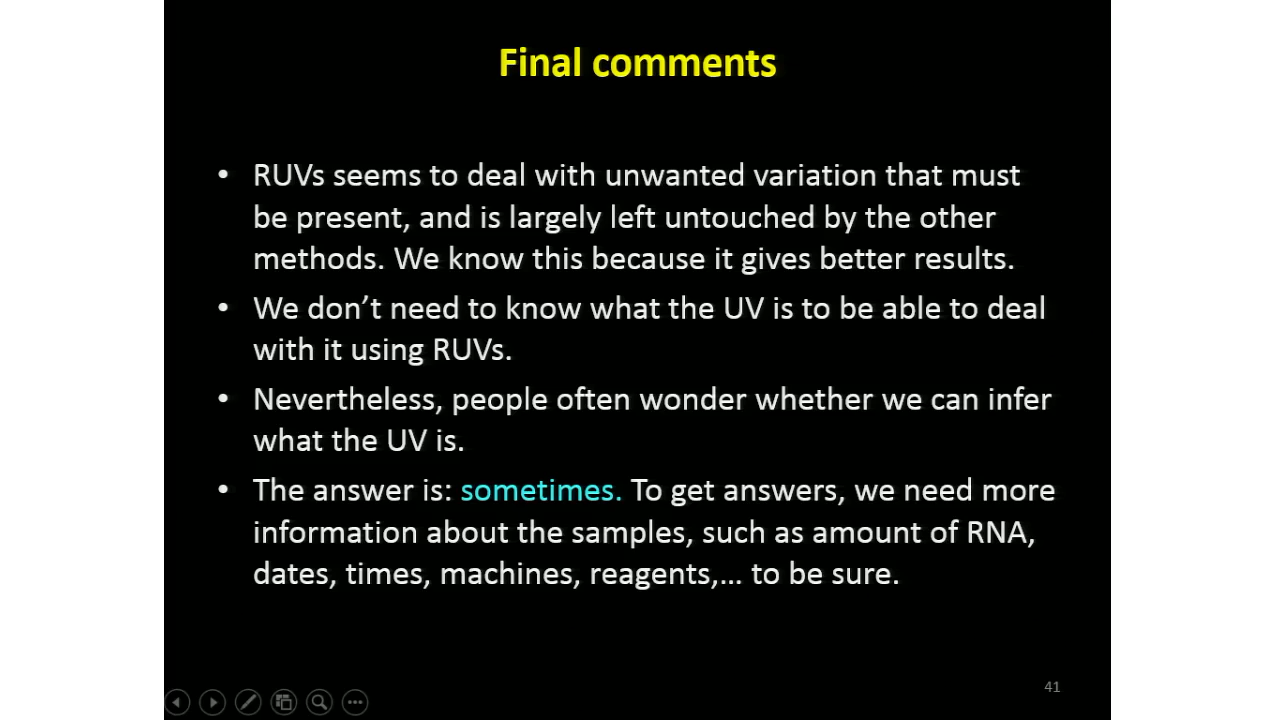 Final comments
• RUVs seems to deal with unwanted variation that must
be present, and is largely left untouched by the other
methods. We know this because it gives better results.
• We don’t need to know what the UV is to be able to deal
with it using RUVs.
• Nevertheless, people often wonder whether we can infer
what the UV is.
• The answer is: sometimes. To get answers, we need more
information about the samples, such as amount of RNA,
dates, times, machines, reagents,... to be sure.
41